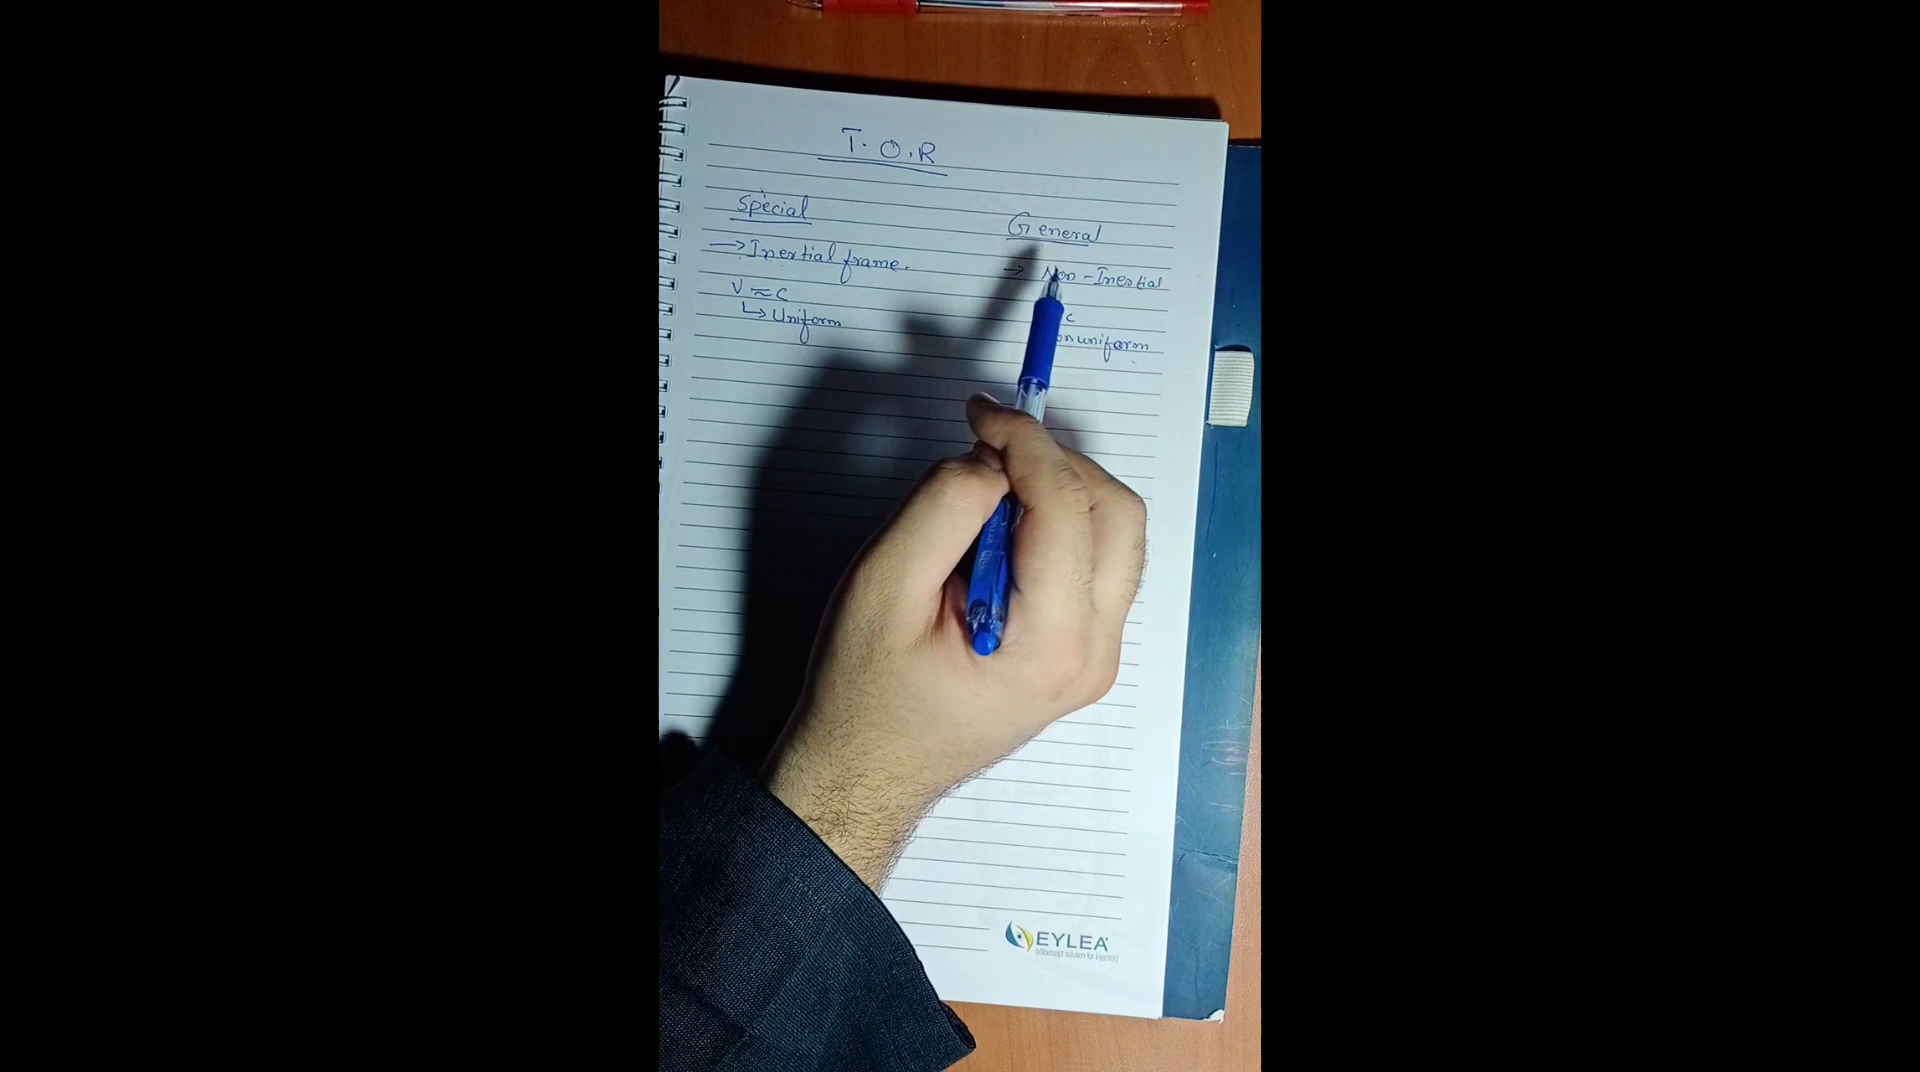 T.O.R
Special
→ Inertial frame.
V ≈ c
↳ Uniform
General
→ Non-Inertial
c
onuniform
EYLEA